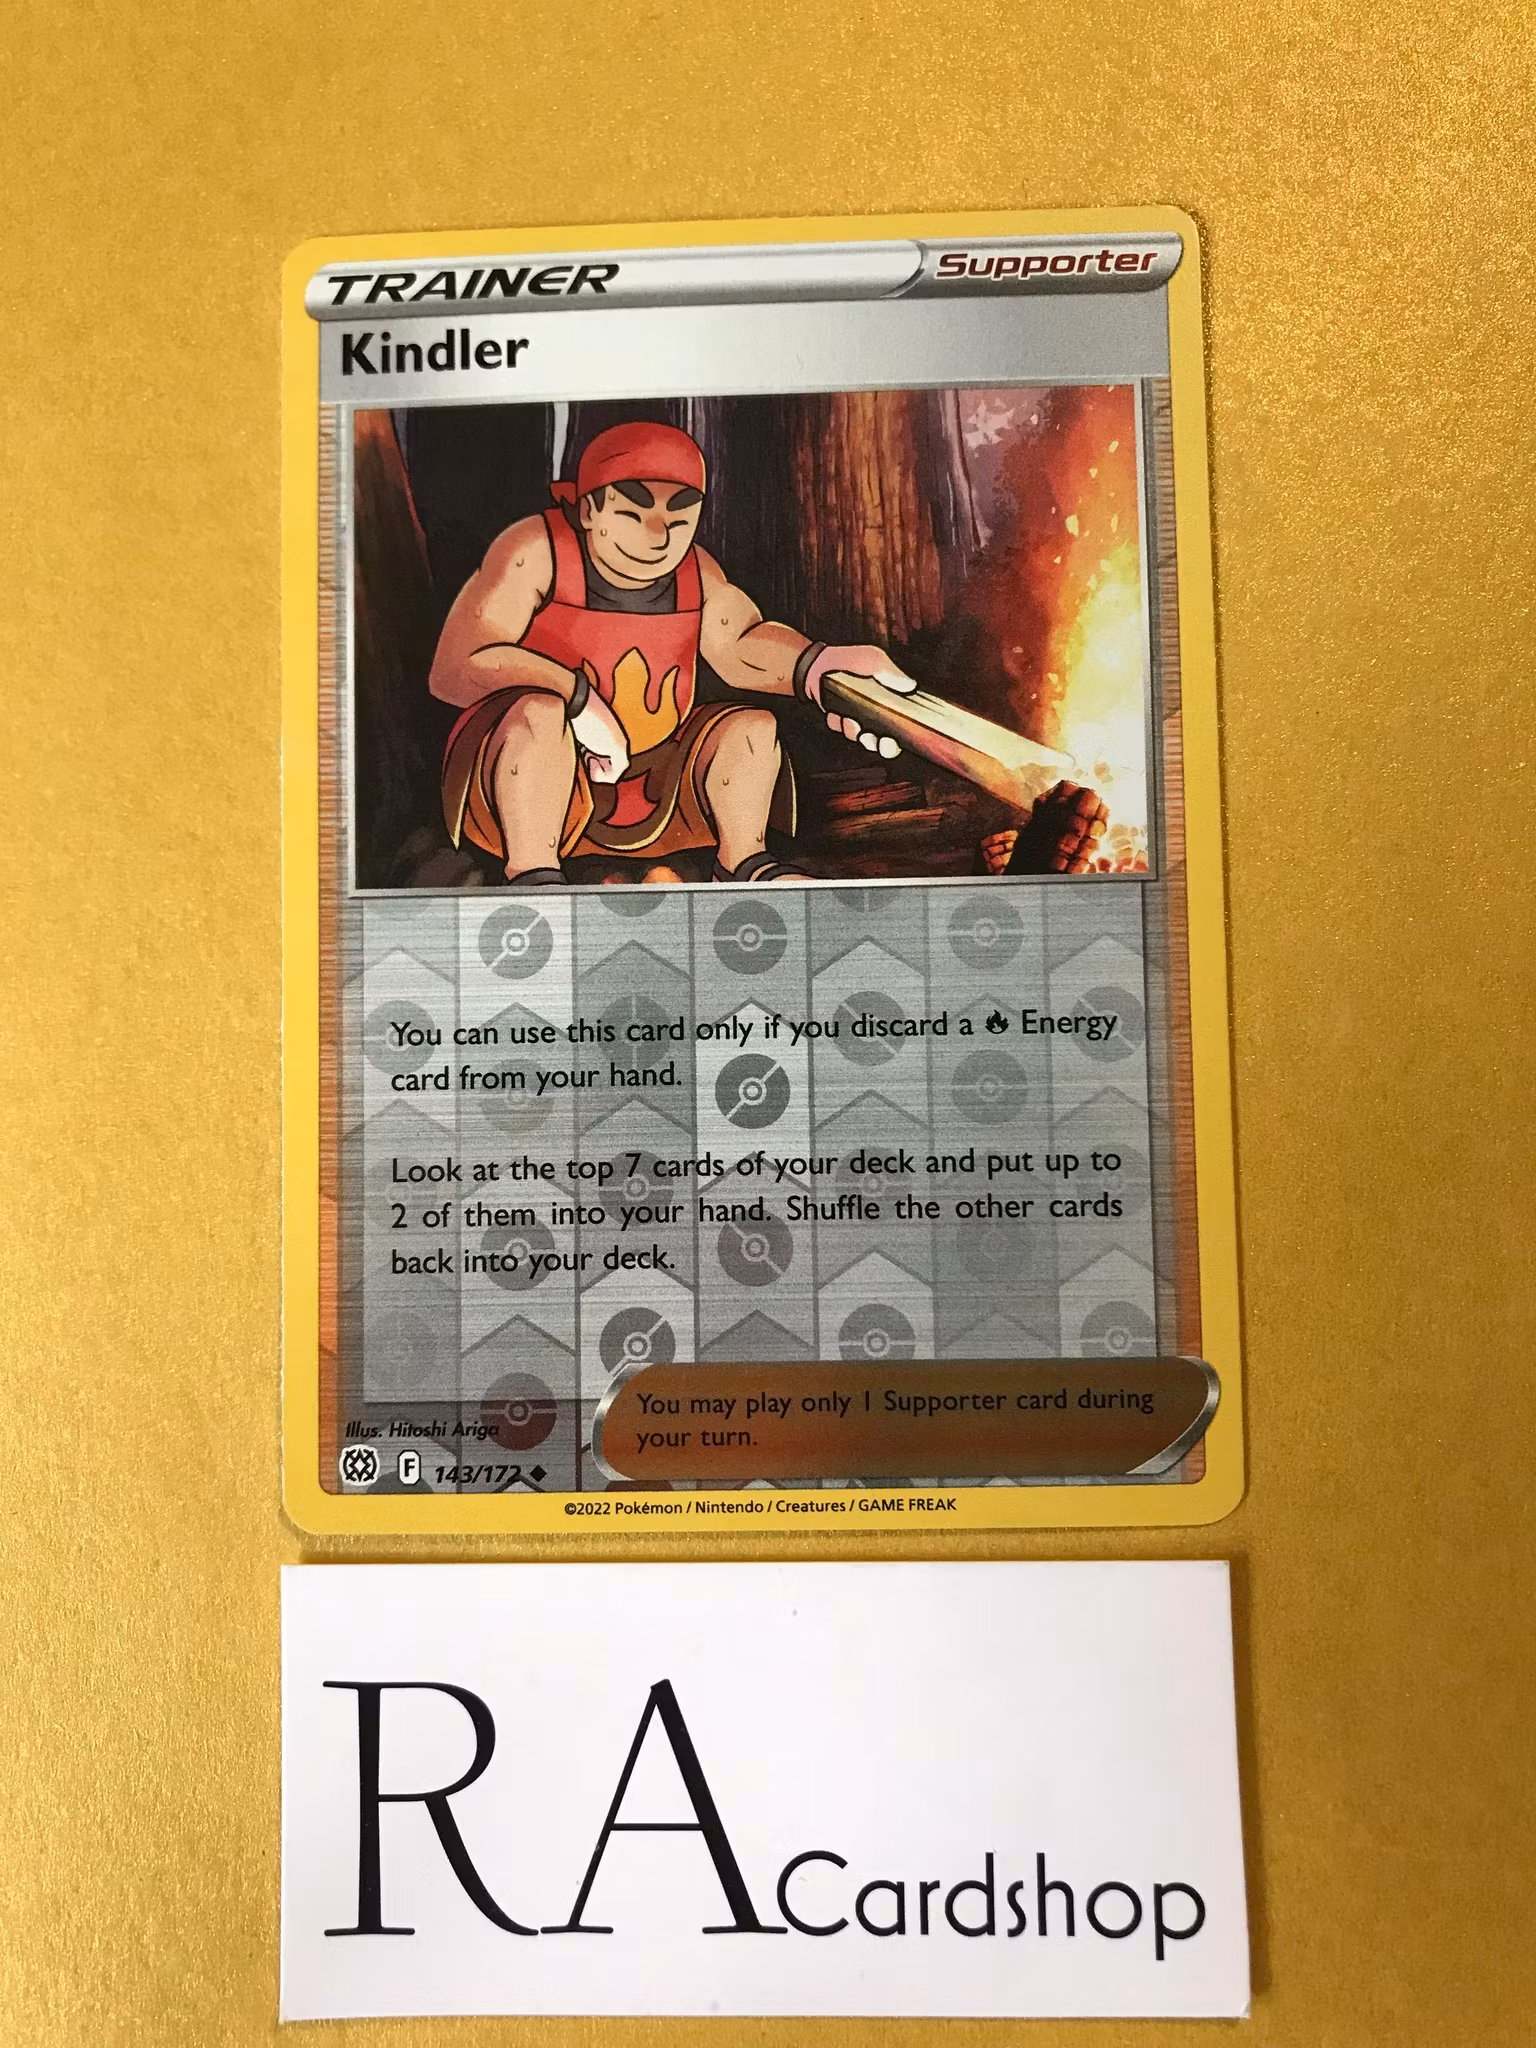 TRAINER
Supporter
Kindler
You can use this card only if you discard a Energy
card from your hand.
Look at the top 7 cards of your deck and put up to
2 of them into your hand. Shuffle the other cards
back into your deck.
You may play only 1 Supporter card during
your turn.
Illus. Hitoshi Ariga
F 143/172
©2022 Pokémon / Nintendo / Creatures / GAME FREAK
RA Cardshop